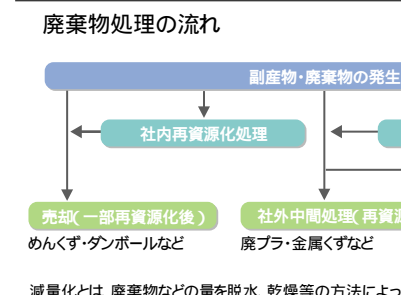 廃棄物処理の流れ
副産物・廃棄物の発生
社内再資源化処理
売却(一部再資源化後)
社外中間処理(再資源
めんくず・ダンボールなど
廃プラ・金属くずなど
減量化とは、廃棄物などの量を脱水、乾燥等の方法によっ